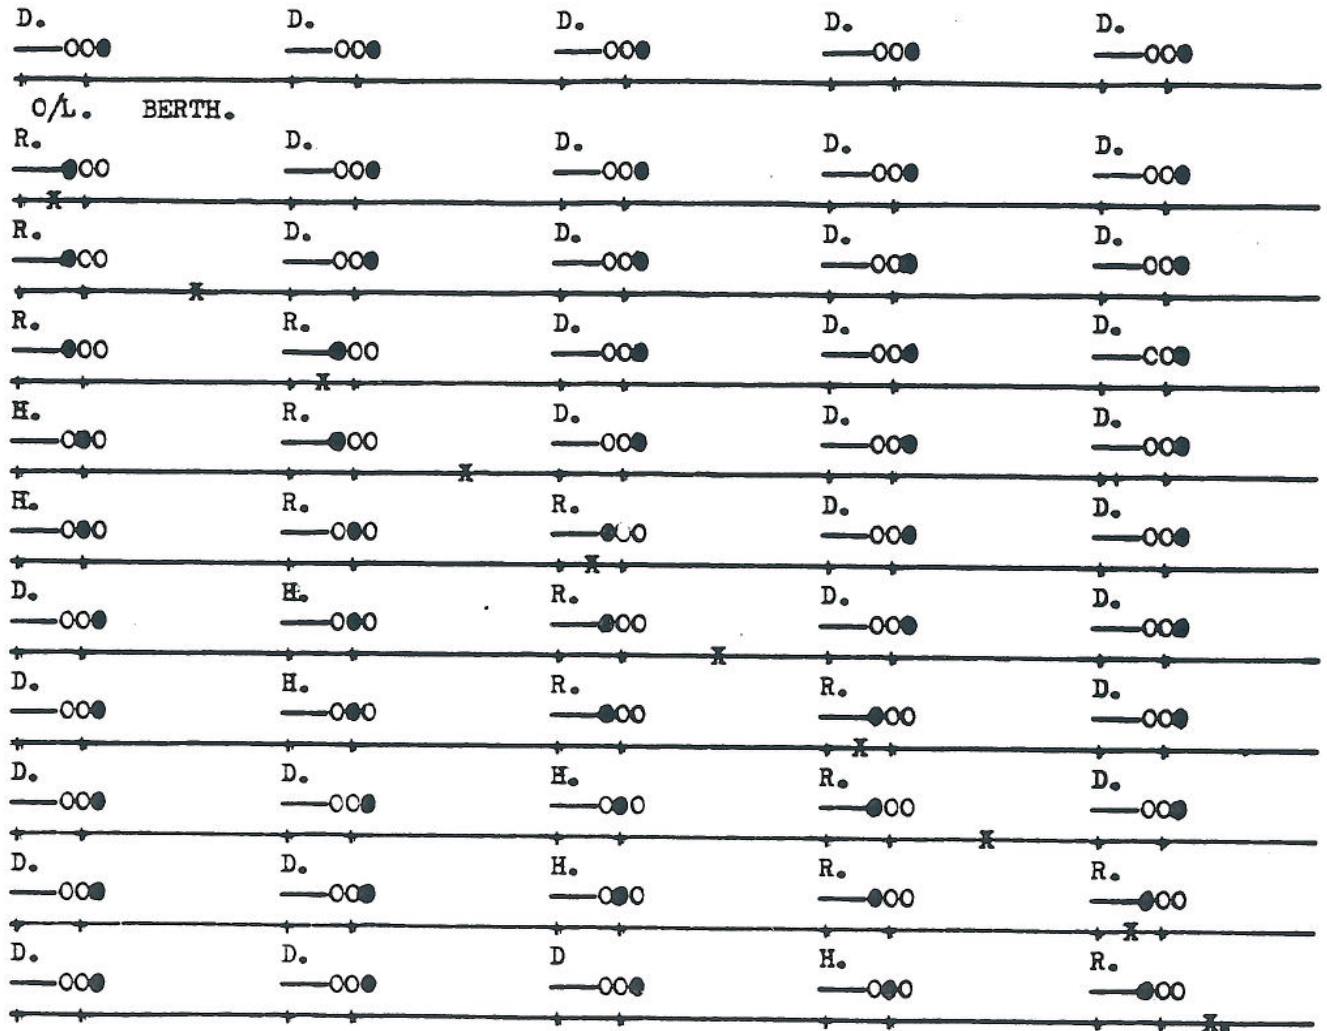 D. D. D. D. D.
O/L. BERTH.
R. D. D. D. D.
X
R. D. D. D. D.
X
R. R. D. D. D.
X
H. R. D. D. D.
X
H. R. R. D. D.
X
D. H. R. D. D.
X
D. H. R. R. D.
X
D. D. H. R. D.
X
D. D. H. R. R.
X
D. D. D H. R.
X